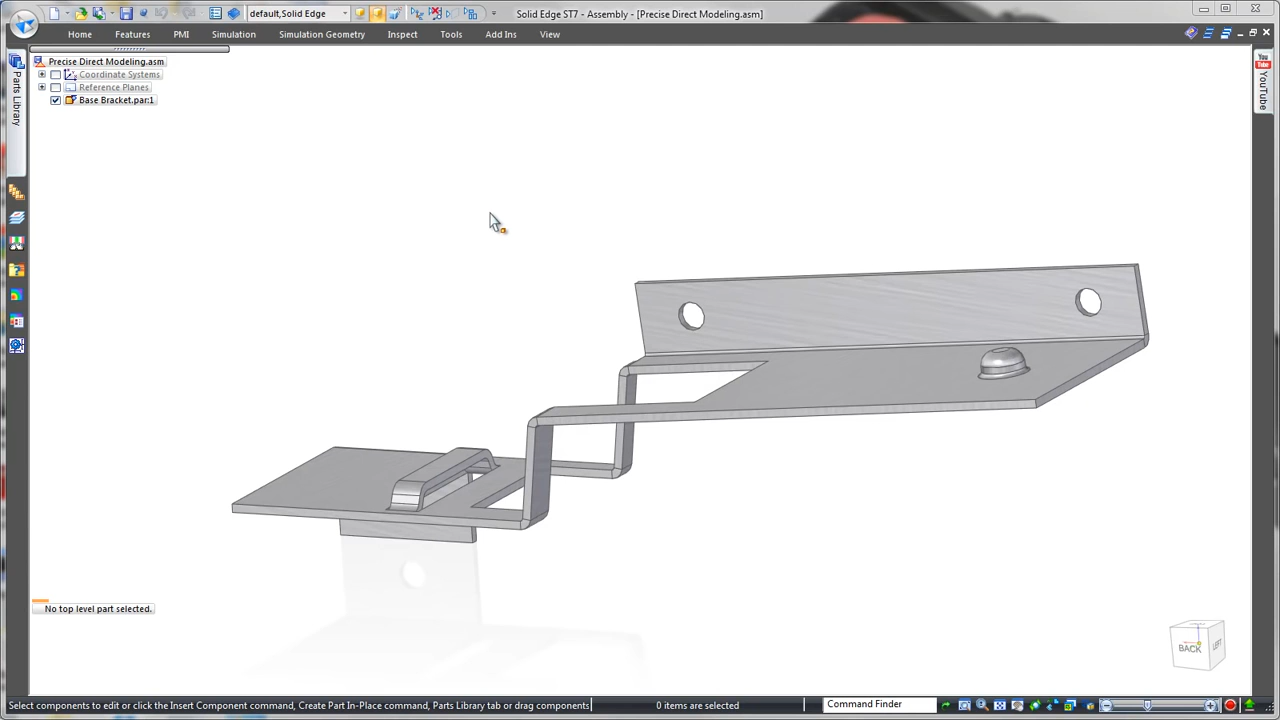 default,Solid Edge
Solid Edge ST7 - Assembly - [Precise Direct Modeling.asm]
Home Features PMI Simulation Simulation Geometry Inspect Tools Add Ins View
Precise Direct Modeling.asm
Coordinate Systems
Reference Planes
Base Bracket.par:1
Parts Library
You
Tube
YouTube
No top level part selected.
BACK
LEFT
Select components to edit or click the Insert Component command, Create Part In-Place command, Parts Library tab or drag components
0 items are selected
Command Finder